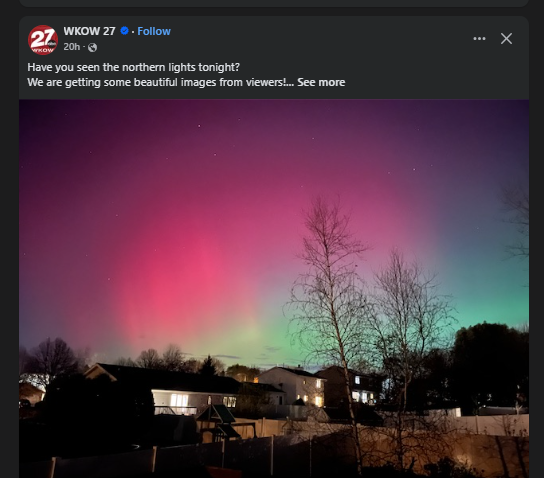 27
WKOW
WKOW 27 · Follow
20h ·
Have you seen the northern lights tonight?
We are getting some beautiful images from viewers!... See more